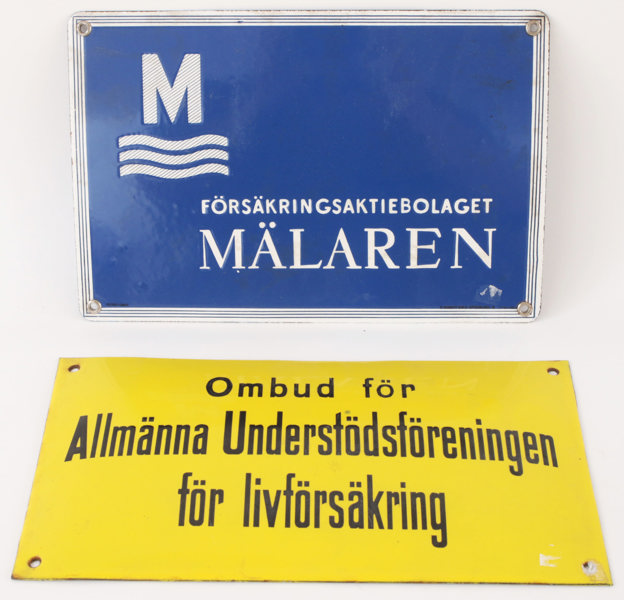 M
FÖRSÄKRINGSAKTIEBOLAGET
MÄLAREN
Ombud för
Allmänna Understödsföreningen
för livförsäkring